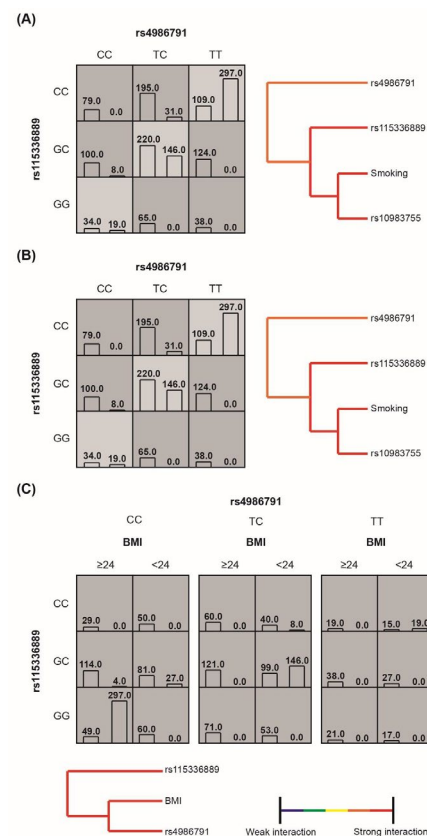 (A)
rs4986791
CC TC TT
rs115336889
CC
79.0 0.0 195.0 31.0 109.0 297.0
GC
100.0 8.0 220.0 146.0 124.0 0.0
GG
34.0 19.0 65.0 0.0 38.0 0.0
rs4986791
rs115336889
Smoking
rs10983755
(B)
rs4986791
CC TC TT
rs115336889
CC
79.0 0.0 195.0 31.0 109.0 297.0
GC
100.0 8.0 220.0 146.0 124.0 0.0
GG
34.0 19.0 65.0 0.0 38.0 0.0
rs4986791
rs115336889
Smoking
rs10983755
(C)
rs4986791
CC TC TT
BMI BMI BMI
≥24 <24 ≥24 <24 ≥24 <24
rs115336889
CC
29.0 0.0 50.0 0.0 60.0 0.0 40.0 8.0 19.0 0.0 15.0 19.0
GC
114.0 4.0 81.0 27.0 121.0 0.0 99.0 146.0 38.0 0.0 27.0 0.0
GG
49.0 297.0 60.0 0.0 71.0 0.0 53.0 0.0 21.0 0.0 17.0 0.0
rs115336889
BMI
rs4986791
Weak interaction Strong interaction